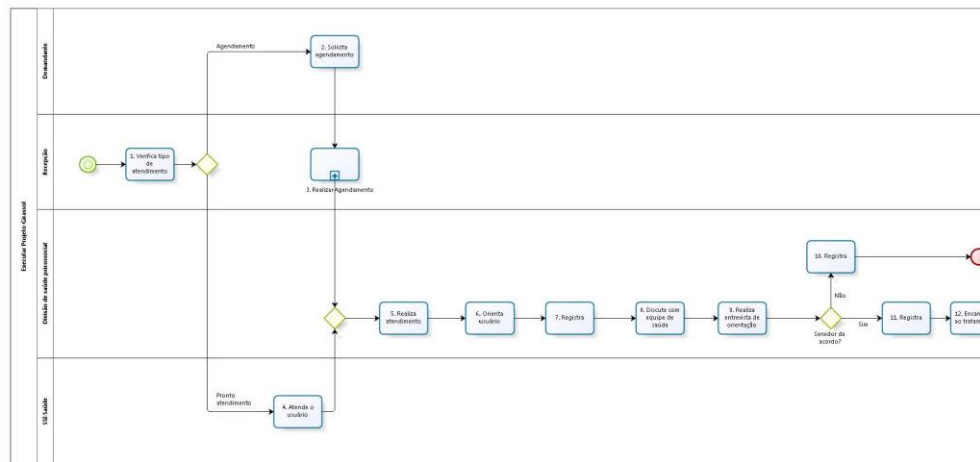 Executar Projeto Girassol
Demandante
Agendamento
2. Solicita
agendamento
Recepção
1. Verifica tipo
de
atendimento
3. Realizar Agendamento
Divisão de saúde psicossocial
5. Realiza
atendimento
6. Orienta
usuário
7. Registra
8. Discute com
equipe de
saúde
9. Realiza
entrevista de
orientação
Servidor de
acordo?
Não
10. Registra
Sim
11. Registra
12. Encam
ao tratam
Pronto
atendimento
4. Atende o
usuário